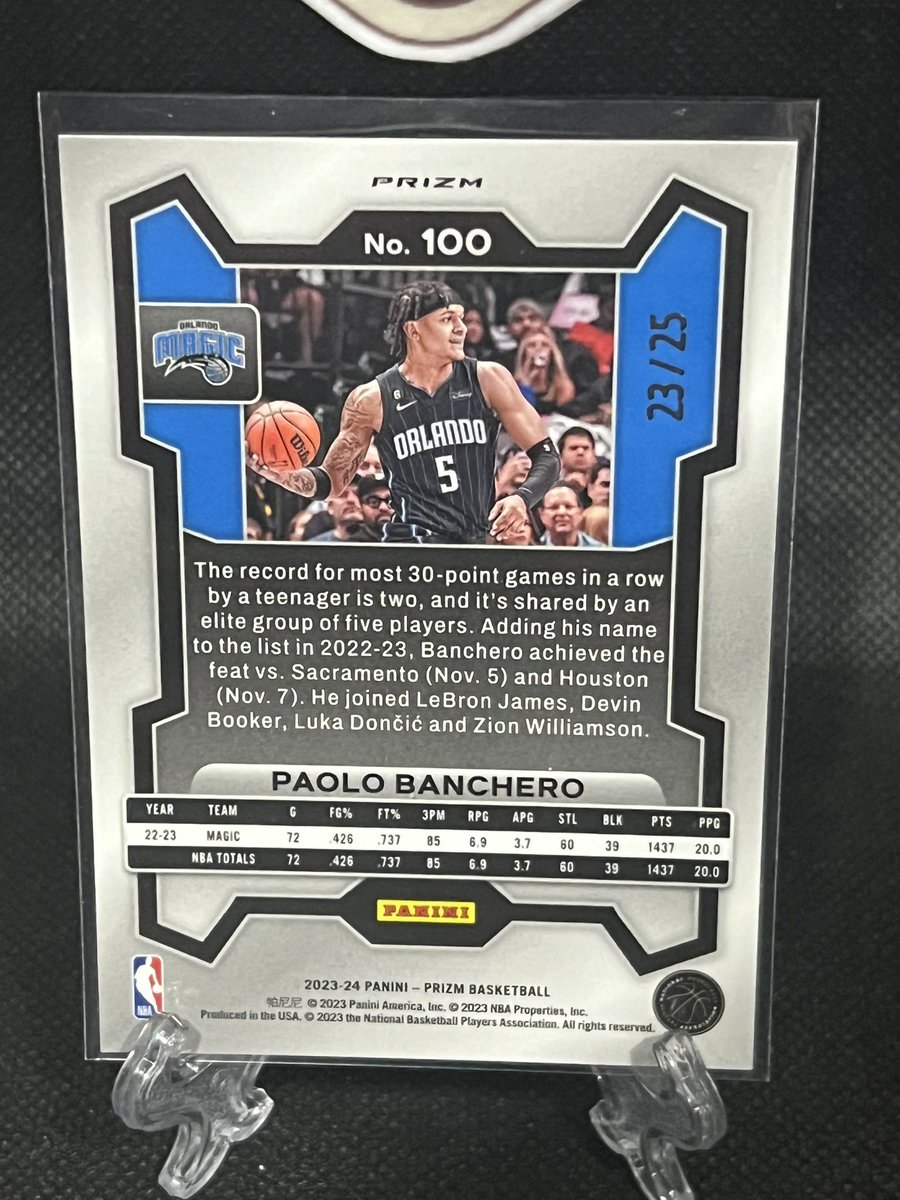 PRIZM
No. 100
ORLANDO
MAGIC
23/25
6
Wilson
ORLANDO
5
The record for most 30-point games in a row
by a teenager is two, and it's shared by an
elite group of five players. Adding his name
to the list in 2022-23, Banchero achieved the
feat vs. Sacramento (Nov. 5) and Houston
(Nov. 7). He joined LeBron James, Devin
Booker, Luka Dončić and Zion Williamson.
PAOLO BANCHERO
YEAR TEAM G FG% FT% 3PM RPG APG STL BLK PTS PPG
22-23 MAGIC 72 .426 .737 85 6.9 3.7 60 39 1437 20.0
NBA TOTALS 72 .426 .737 85 6.9 3.7 60 39 1437 20.0
PANINI
2023-24 PANINI – PRIZM BASKETBALL
帕尼尼 © 2023 Panini America, Inc. © 2023 NBA Properties, Inc.
Produced in the USA. © 2023 the National Basketball Players Association. All rights reserved.
NBA